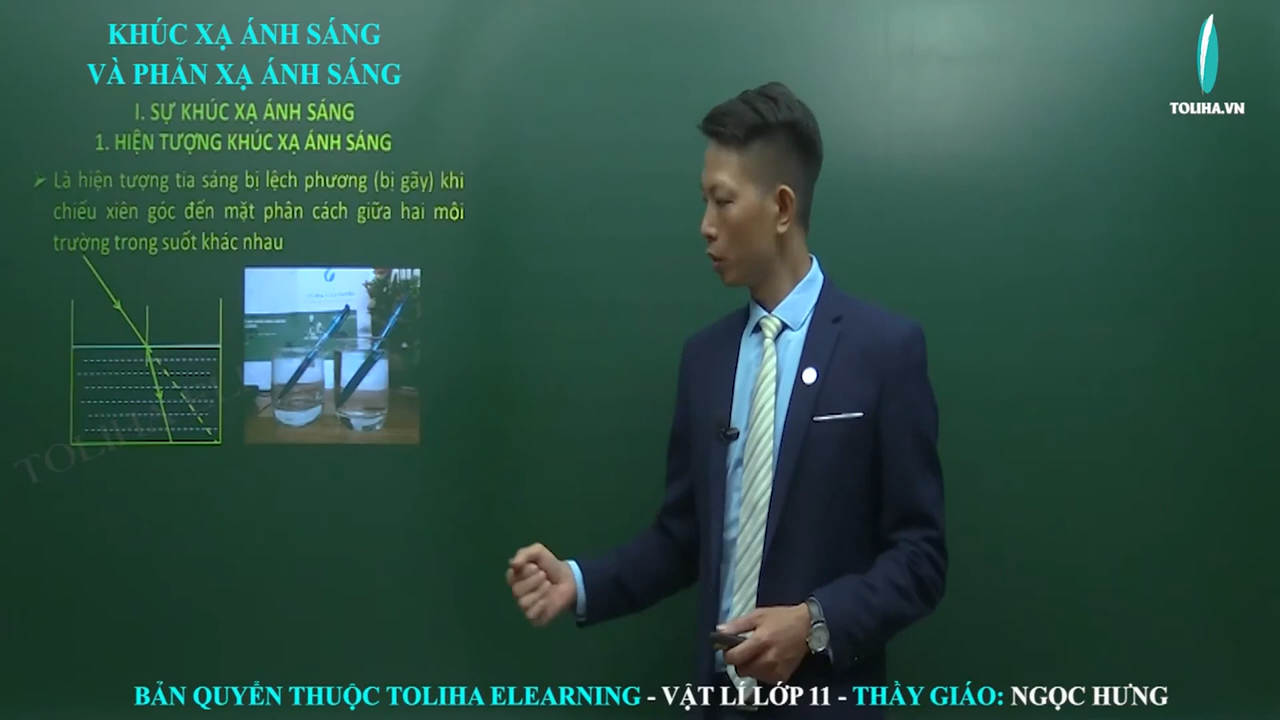 KHÚC XẠ ÁNH SÁNG
VÀ PHẢN XẠ ÁNH SÁNG
I. SỰ KHÚC XẠ ÁNH SÁNG
1. HIỆN TƯỢNG KHÚC XẠ ÁNH SÁNG
Là hiện tượng tia sáng bị lệch phương (bị gãy) khi
chiếu xiên góc đến mặt phân cách giữa hai môi
trường trong suốt khác nhau
TOLIHA.VN
BẢN QUYỀN THUỘC TOLIHA ELEARNING - VẬT LÍ LỚP 11 - THẦY GIÁO: NGỌC HƯNG